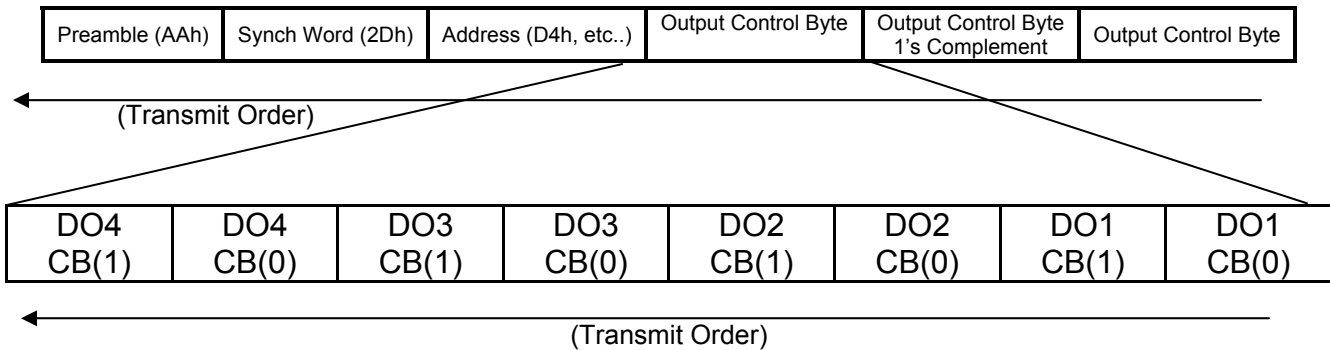 Preamble (AAh) Synch Word (2Dh) Address (D4h, etc..) Output Control Byte Output Control Byte 1's Complement Output Control Byte
(Transmit Order)
DO4 DO4 DO3 DO3 DO2 DO2 DO1 DO1
CB(1) CB(0) CB(1) CB(0) CB(1) CB(0) CB(1) CB(0)
(Transmit Order)